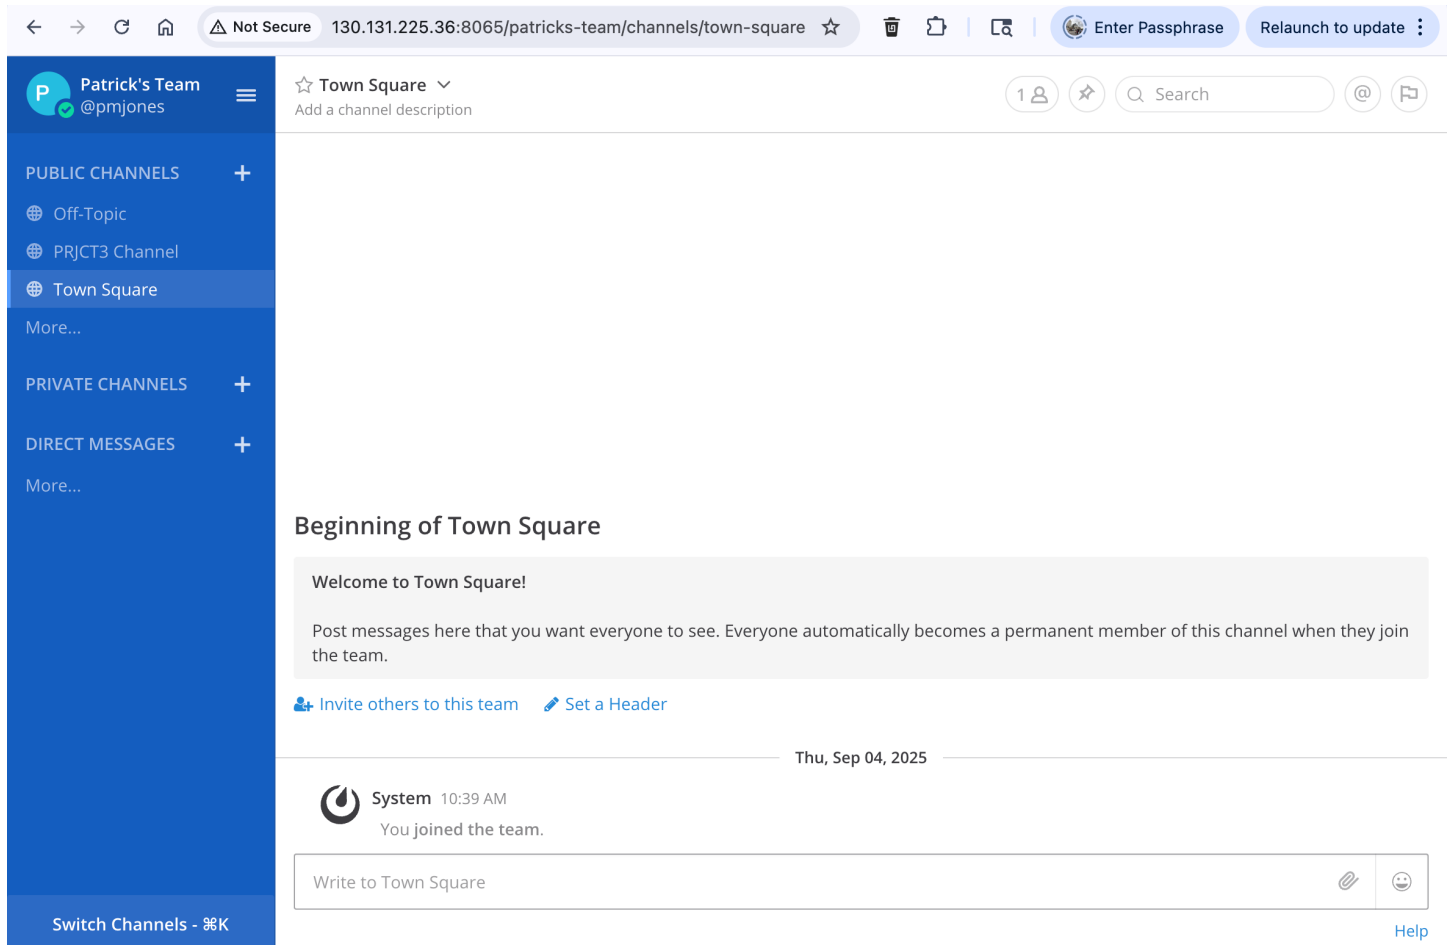 Not Secure 130.131.225.36:8065/patricks-team/channels/town-square Enter Passphrase Relaunch to update
P Patrick's Team
@pmjones
PUBLIC CHANNELS +
Off-Topic
PRJCT3 Channel
Town Square
More...
PRIVATE CHANNELS +
DIRECT MESSAGES +
More...
Switch Channels - ⌘K
Town Square
Add a channel description
1
Search
@
Beginning of Town Square
Welcome to Town Square!
Post messages here that you want everyone to see. Everyone automatically becomes a permanent member of this channel when they join
the team.
Invite others to this team Set a Header
Thu, Sep 04, 2025
System 10:39 AM
You joined the team.
Write to Town Square
Help